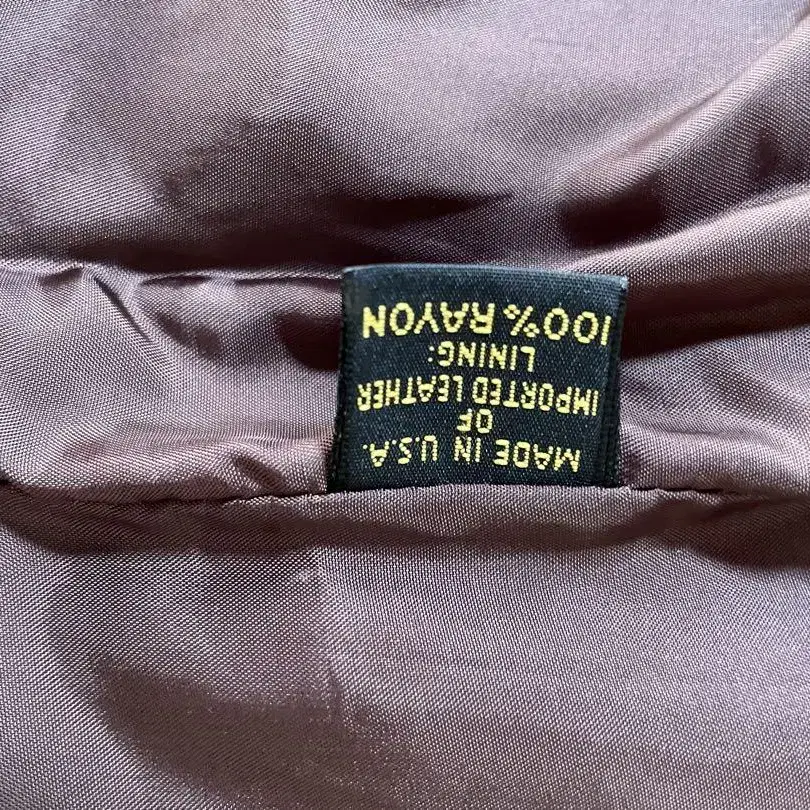 MADE IN U.S.A.
OF
IMPORTED LEATHER
LINING:
100% RAYON